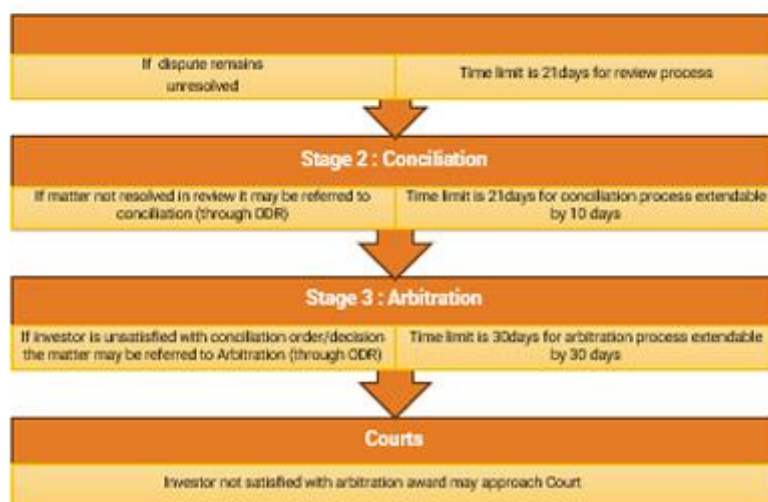 If dispute remains
unresolved
Time limit is 21days for review process
Stage 2 : Conciliation
If matter not resolved in review it may be referred to
conciliation (through ODR)
Time limit is 21days for conciliation process extendable
by 10 days
Stage 3 : Arbitration
If investor is unsatisfied with conciliation order/decision
the matter may be referred to Arbitration (through ODR)
Time limit is 30days for arbitration process extendable
by 30 days
Courts
Investor not satisfied with arbitration award may approach Court